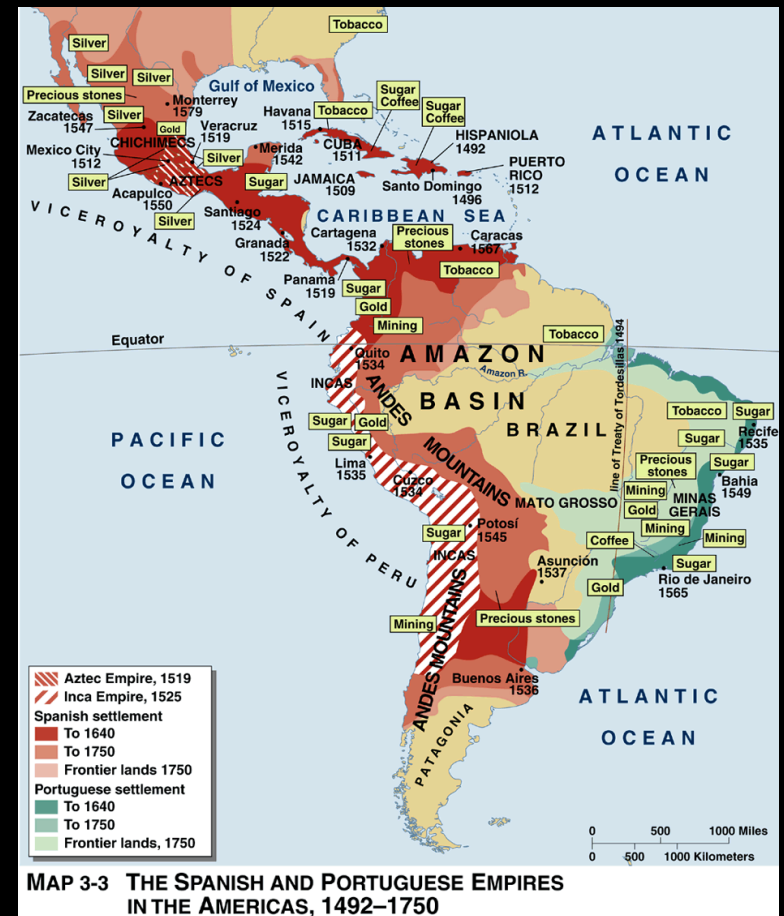 Tobacco
Silver
Silver
Silver
Gulf of Mexico
Sugar
Coffee
Precious stones
Monterrey
1579
Havana
1515
Tobacco
Sugar
Coffee
Zacatecas
1547
Silver
Gold
Veracruz
1519
CHICHIMECS
Merida
1542
CUBA
1511
HISPANIOLA
1492
ATLANTIC
OCEAN
Mexico City
1512
Silver
PUERTO
RICO
1512
Silver
AZTECS
Sugar
JAMAICA
1509
Santo Domingo
1496
Acapulco
1550
Silver
Santiago
1524
CARIBBEAN SEA
VICEROYALTY OF SPAIN
Granada
1522
Cartagena
1532
Precious
stones
Caracas
1567
Tobacco
Panama
1519
Sugar
Gold
Mining
Equator
Tobacco
line of Treaty of Tordesillas 1494
Quito
1534
AMAZON
BASIN
Amazon R.
INCAS
ANDES
MOUNTAINS
BRAZIL
Tobacco
Sugar
Recife
1535
PACIFIC
OCEAN
Sugar
Gold
Sugar
Sugar
Lima
1535
Cuzco
1534
Precious
stones
Sugar
Bahia
1549
VICEROYALTY OF PERU
MATO GROSSO
Mining
MINAS
GERAIS
Gold
Mining
Sugar
Potosí
1545
INCAS
Coffee
Mining
Asunción
1537
Sugar
Rio de Janeiro
1565
Gold
Mining
ANDES MOUNTAINS
Precious stones
Buenos Aires
1536
PATAGONIA
ATLANTIC
OCEAN
Aztec Empire, 1519
Inca Empire, 1525
Spanish settlement
To 1640
To 1750
Frontier lands 1750
Portuguese settlement
To 1640
To 1750
Frontier lands, 1750
0 500 1000 Miles
0 500 1000 Kilometers
MAP 3-3 THE SPANISH AND PORTUGUESE EMPIRES
IN THE AMERICAS, 1492–1750